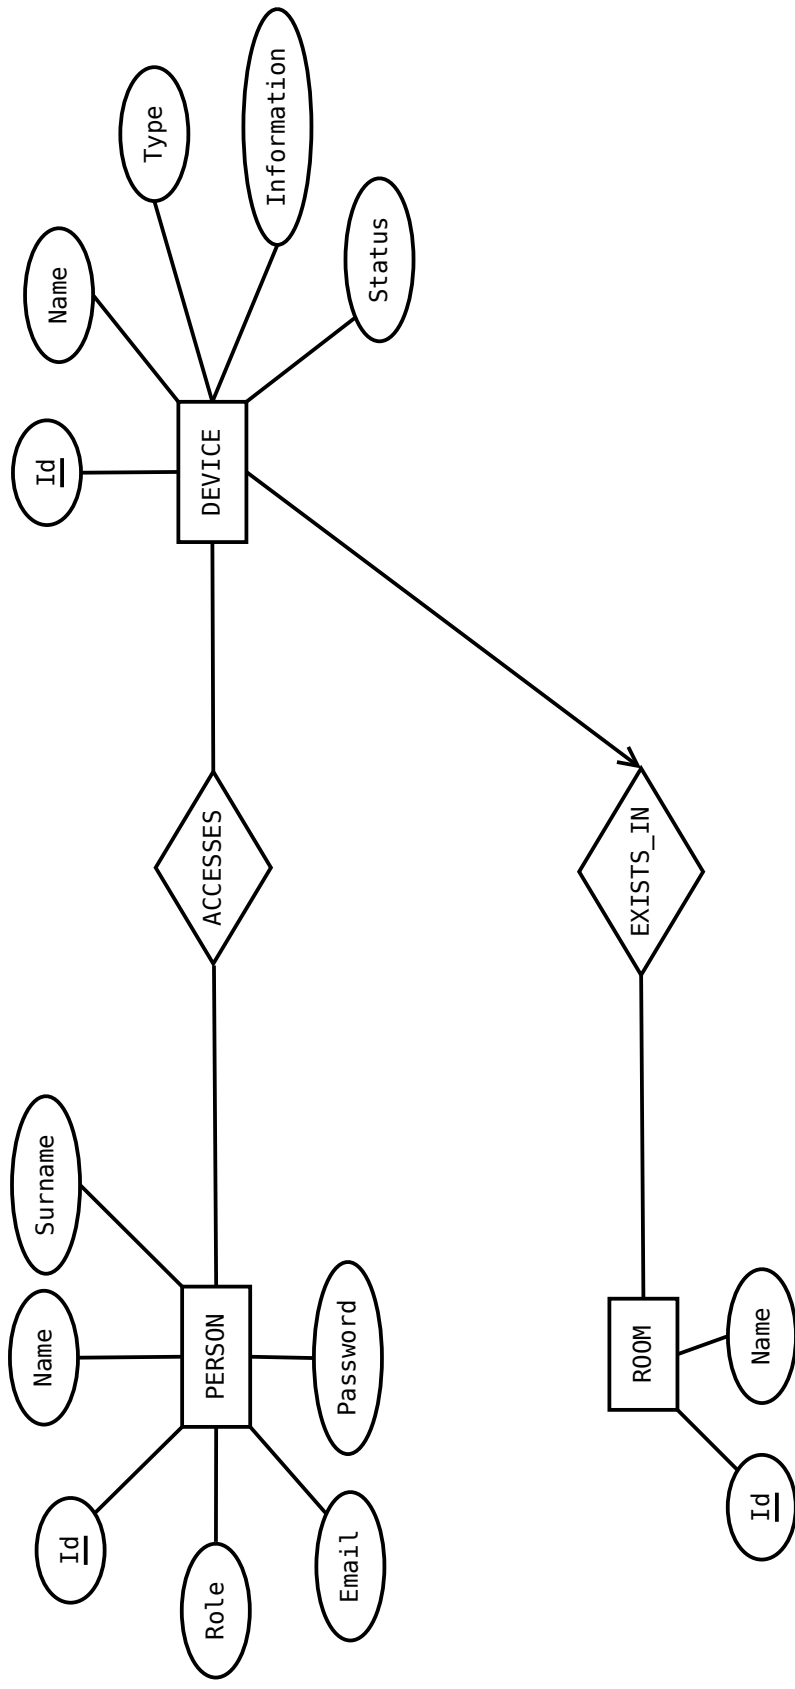 Id
Name
Surname
Role
PERSON
Email
Password
ACCESSES
Id
Name
DEVICE
Type
Information
Status
ROOM
Id
Name
EXISTS_IN